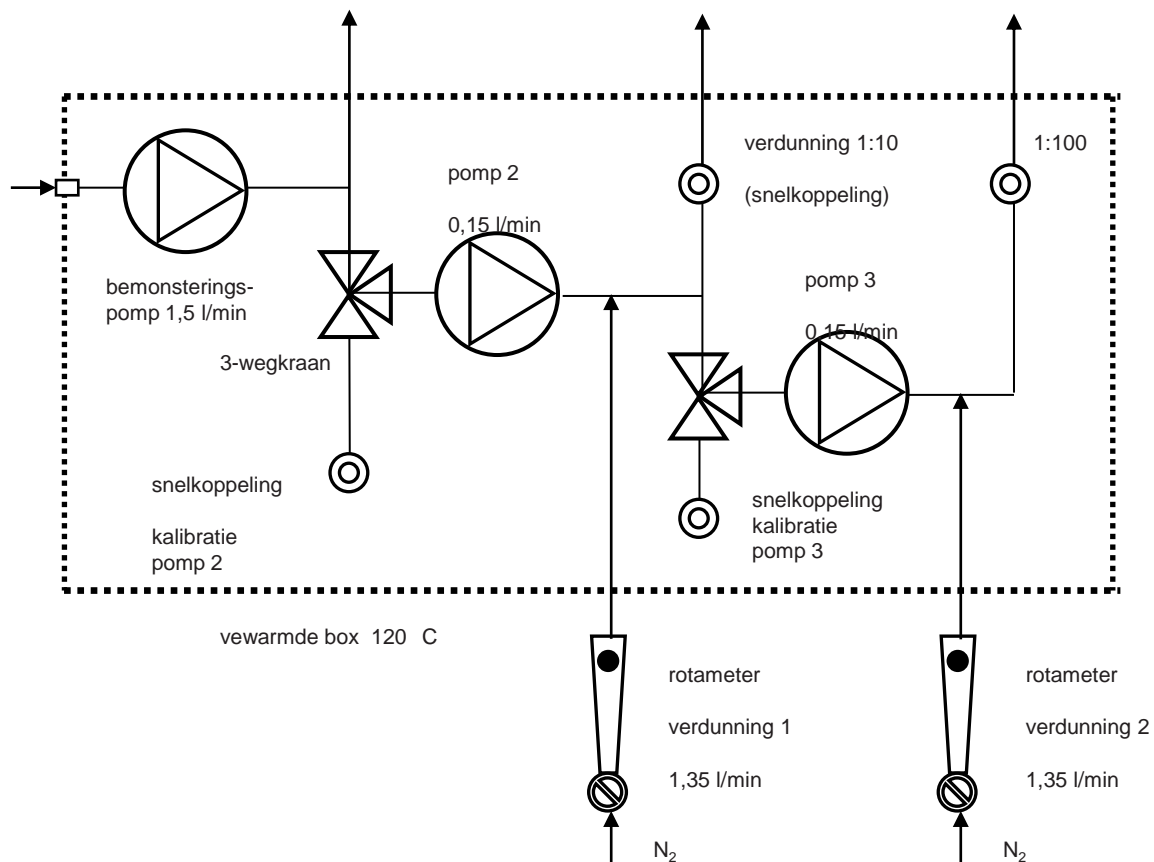 verdunning 1:10
1:100
pomp 2
(snelkoppeling)
0,15 l/min
bemonsterings-
pomp 1,5 l/min
pomp 3
0,15 l/min
3-wegkraan
snelkoppeling
kalibratie
pomp 2
snelkoppeling
kalibratie
pomp 3
vewarmde box 120 C
rotameter
verdunning 1
1,35 l/min
rotameter
verdunning 2
1,35 l/min
N₂
N₂